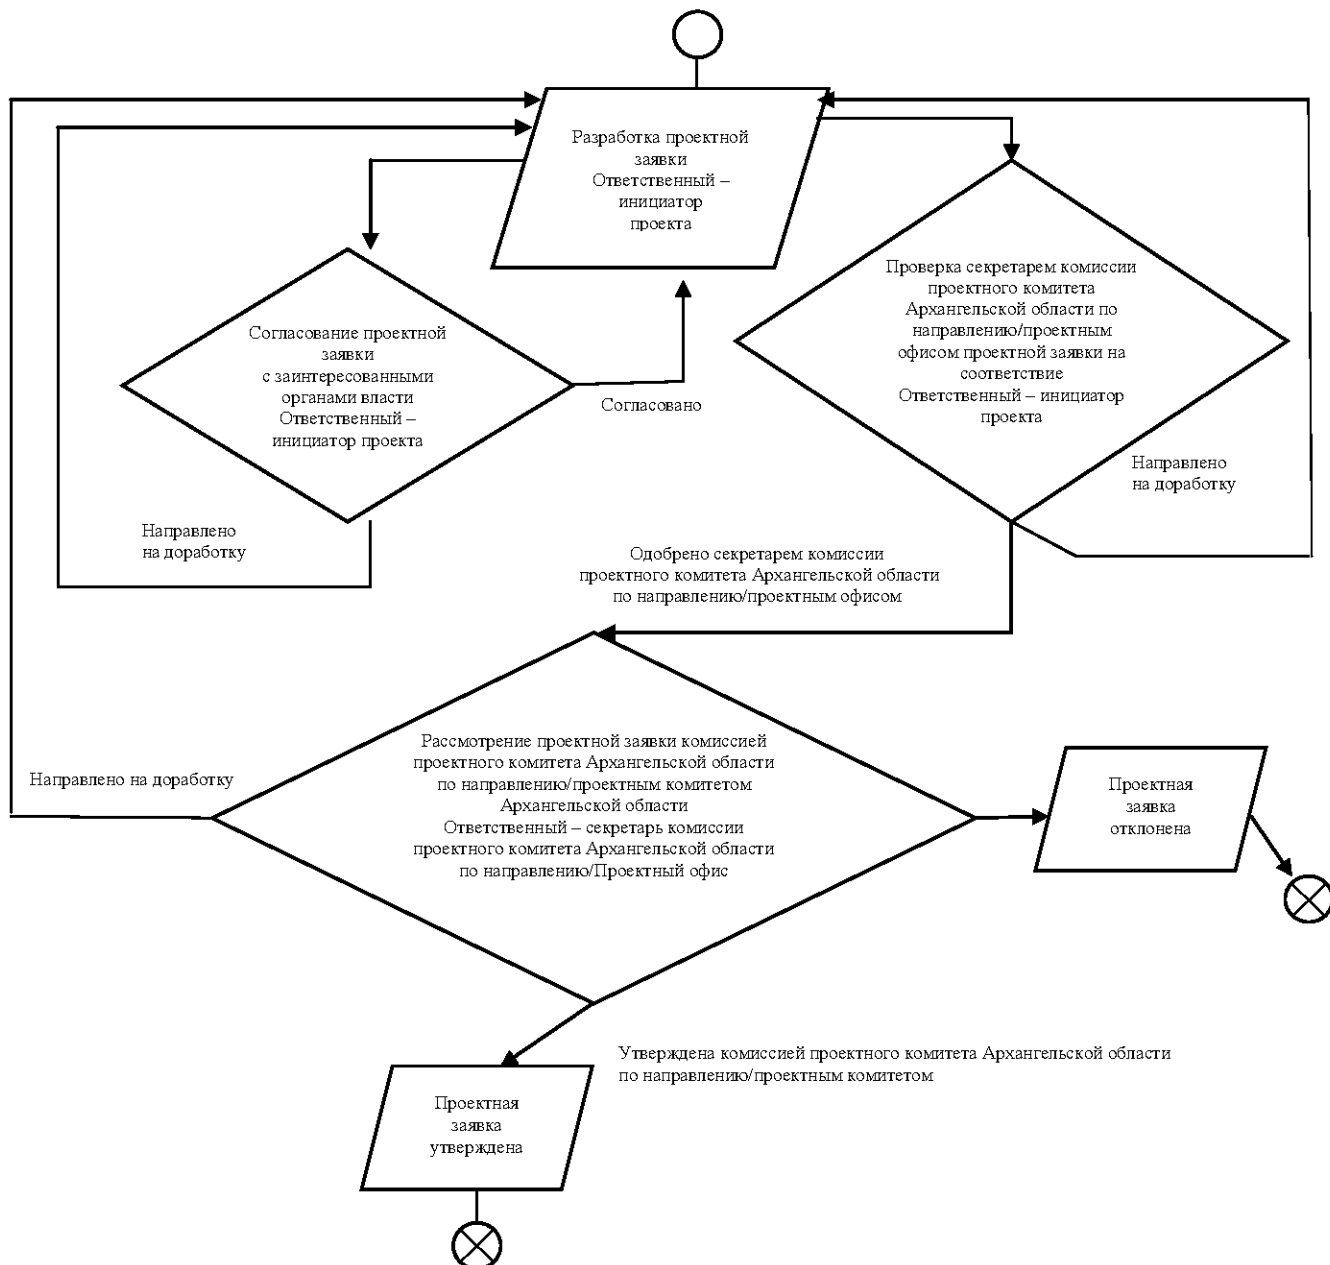 Разработка проектной
заявки
Ответственный –
инициатор
проекта
Проверка секретарем комиссии
проектного комитета
Архангельской области по
направлению/проектным
офисом проектной заявки на
соответствие
Ответственный – инициатор
проекта
Согласование проектной
заявки
с заинтересованными
органами власти
Ответственный –
инициатор проекта
Согласовано
Направлено
на доработку
Направлено
на доработку
Одобрено секретарем комиссии
проектного комитета Архангельской области
по направлению/проектным офисом
Рассмотрение проектной заявки комиссией
проектного комитета Архангельской области
по направлению/проектным комитетом
Архангельской области
Ответственный – секретарь комиссии
проектного комитета Архангельской области
по направлению/Проектный офис
Направлено на доработку
Проектная
заявка
отклонена
Утверждена комиссией проектного комитета Архангельской области
по направлению/проектным комитетом
Проектная
заявка
утверждена